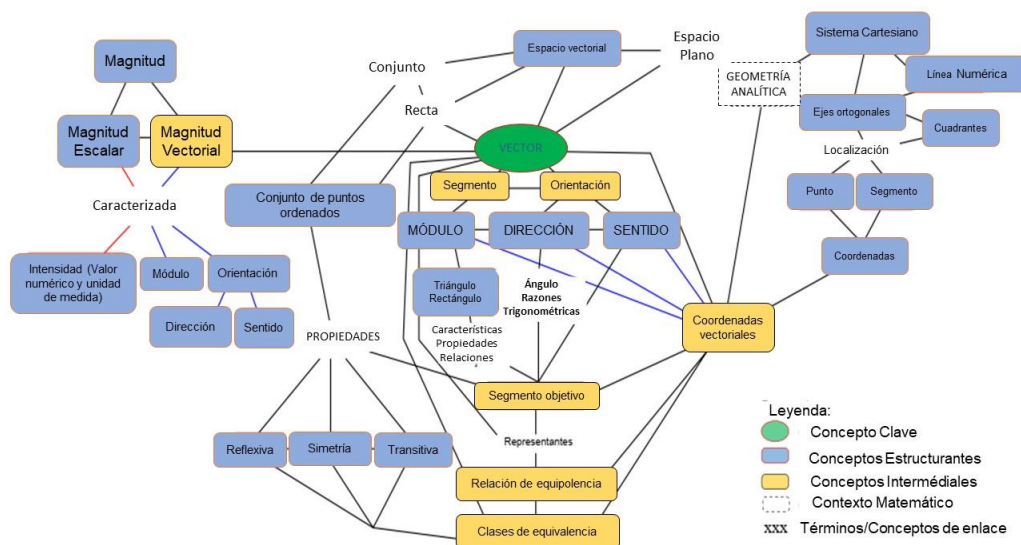 Magnitud
Magnitud
Escalar
Magnitud
Vectorial
Caracterizada
Intensidad (Valor
numérico y unidad
de medida)
Módulo
Orientación
Dirección
Sentido
Conjunto
Recta
Espacio vectorial
Espacio
Plano
VECTOR
Segmento
Orientación
Conjunto de puntos
ordenados
MÓDULO
DIRECCIÓN
SENTIDO
Triángulo
Rectángulo
Ángulo
Razones
Trigonométricas
Características
Propiedades
Relaciones
PROPIEDADES
Segmento objetivo
Reflexiva
Simetría
Transitiva
Representantes
Relación de equipolencia
Clases de equivalencia
GEOMETRÍA
ANALÍTICA
Sistema Cartesiano
Línea Numérica
Ejes ortogonales
Cuadrantes
Localización
Punto
Segmento
Coordenadas
Coordenadas
vectoriales
Leyenda:
Concepto Clave
Conceptos Estructurantes
Conceptos Intermédiales
Contexto Matemático
xxx Términos/Conceptos de enlace